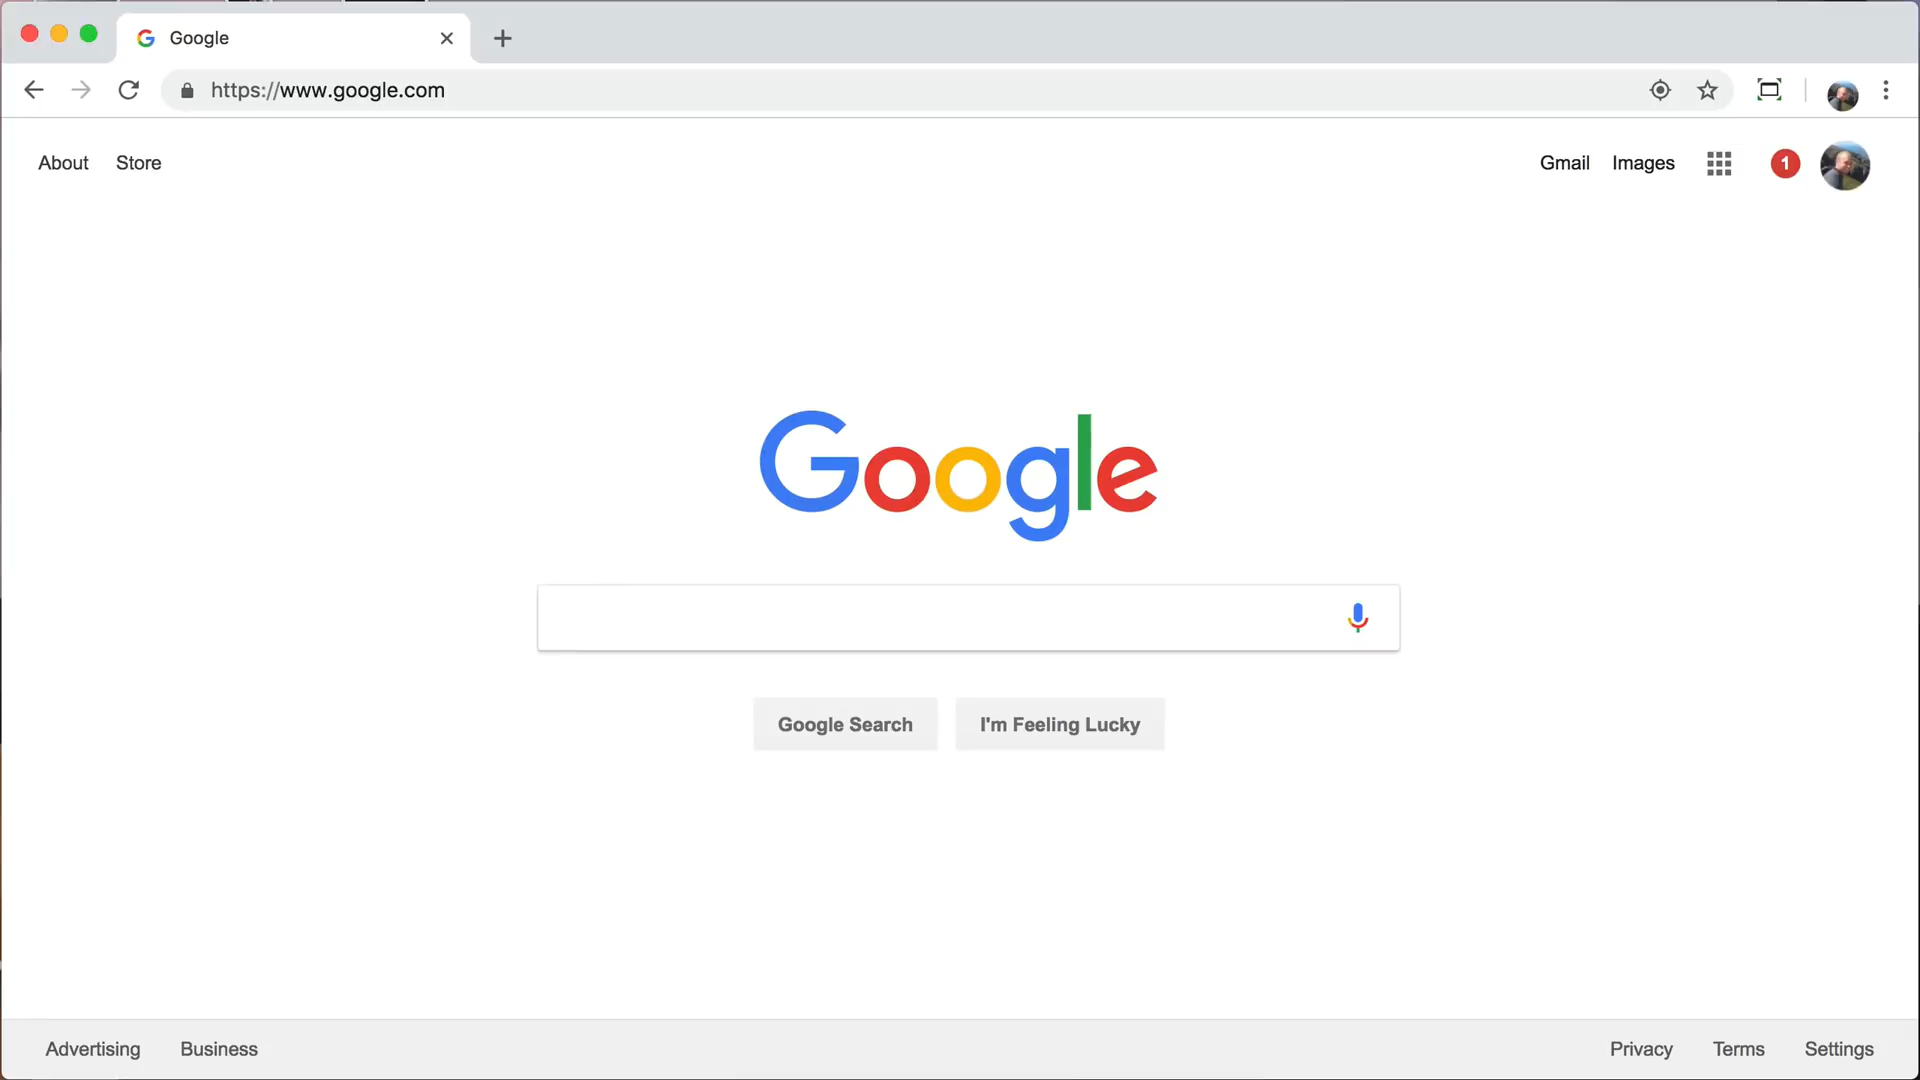 Google
https://www.google.com
About Store Gmail Images 1
Google
Google Search I'm Feeling Lucky
Advertising Business Privacy Terms Settings